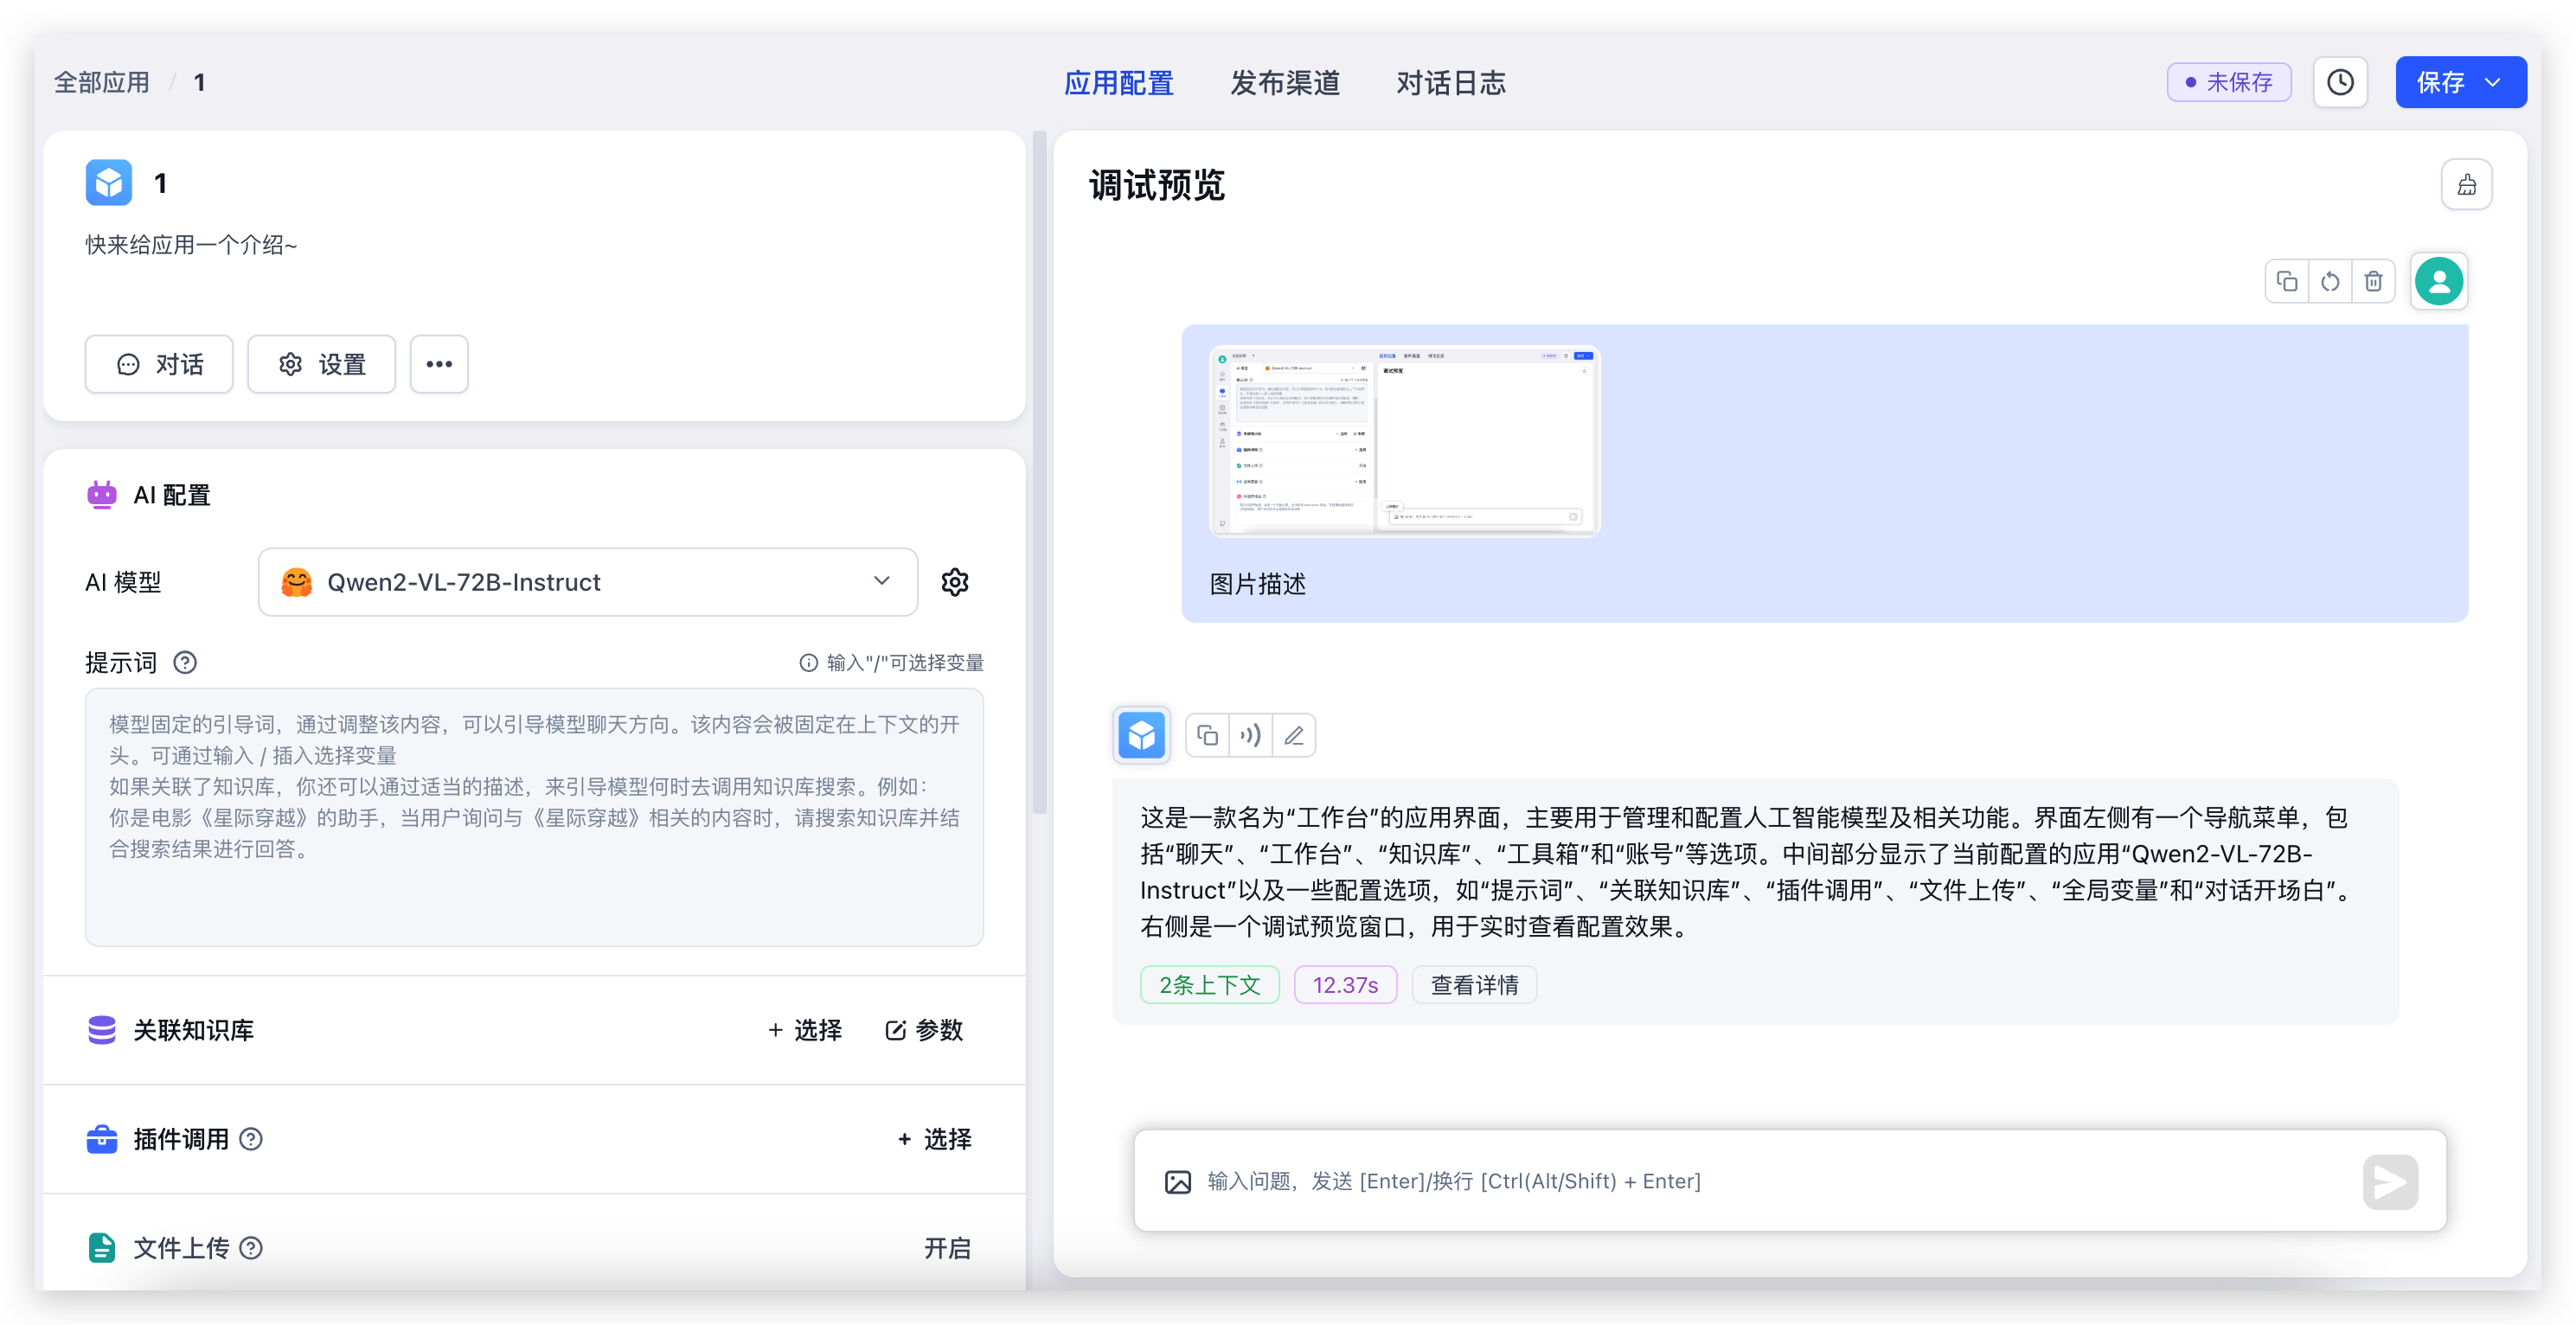 全部应用 / 1
应用配置 发布渠道 对话日志
未保存
保存
1
快来给应用一个介绍~
对话 设置
AI 配置
AI 模型 Qwen2-VL-72B-Instruct
提示词 输入"/"可选择变量
模型固定的引导词，通过调整该内容，可以引导模型聊天方向。该内容会被固定在上下文的开
头。可通过输入 / 插入选择变量
如果关联了知识库，你还可以通过适当的描述，来引导模型何时去调用知识库搜索。例如：
你是电影《星际穿越》的助手，当用户询问与《星际穿越》相关的内容时，请搜索知识库并结
合搜索结果进行回答。
关联知识库 + 选择 参数
插件调用 + 选择
文件上传 开启
调试预览
调试预览
图片描述
这是一款名为“工作台”的应用界面，主要用于管理和配置人工智能模型及相关功能。界面左侧有一个导航菜单，包
括“聊天”、“工作台”、“知识库”、“工具箱”和“账号”等选项。中间部分显示了当前配置的应用“Qwen2-VL-72B-
Instruct”以及一些配置选项，如“提示词”、“关联知识库”、“插件调用”、“文件上传”、“全局变量”和“对话开场白”。
右侧是一个调试预览窗口，用于实时查看配置效果。
2条上下文 12.37s 查看详情
输入问题，发送 [Enter]/换行 [Ctrl(Alt/Shift) + Enter]